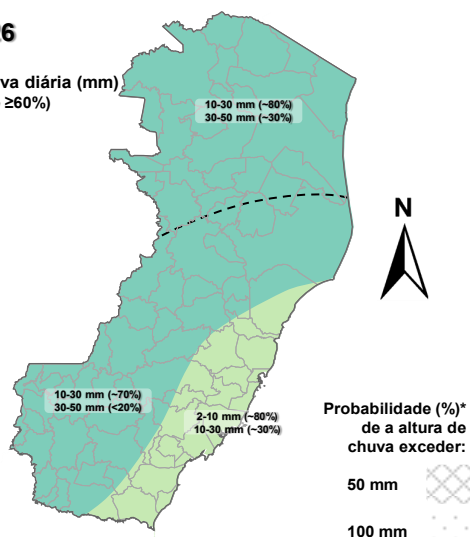 6
va diária (mm)
≥60%)
10-30 mm (~80%)
30-50 mm (~30%)
N
10-30 mm (~70%)
30-50 mm (<20%)
2-10 mm (~80%)
10-30 mm (~30%)
Probabilidade (%)*
de a altura de
chuva exceder:
50 mm
100 mm